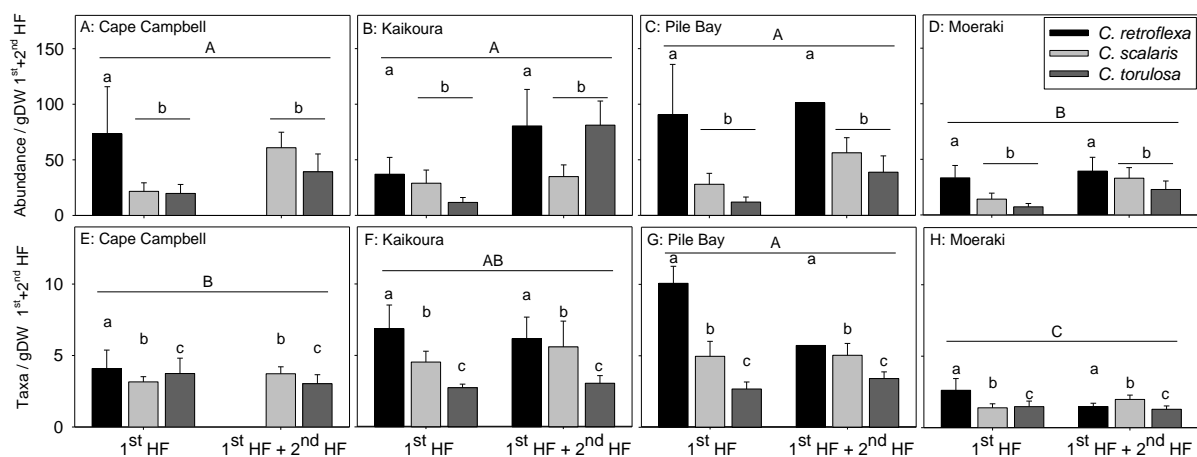 A: Cape Campbell
B: Kaikoura
C: Pile Bay
D: Moeraki
C. retroflexa
C. scalaris
C. torulosa
Abundance / gDW 1st+2nd HF
150
100
50
0
A
a
b
b
A
a
b
a
b
A
a
b
a
b
B
a
b
a
b
E: Cape Campbell
F: Kaikoura
G: Pile Bay
H: Moeraki
Taxa / gDW 1st+2nd HF
10
5
0
B
a
b
c
b
c
AB
a
b
c
a
b
c
A
a
b
c
a
b
c
C
a
b
c
a
b
c
1st HF 1st HF + 2nd HF 1st HF 1st HF + 2nd HF 1st HF 1st HF + 2nd HF 1st HF 1st HF + 2nd HF